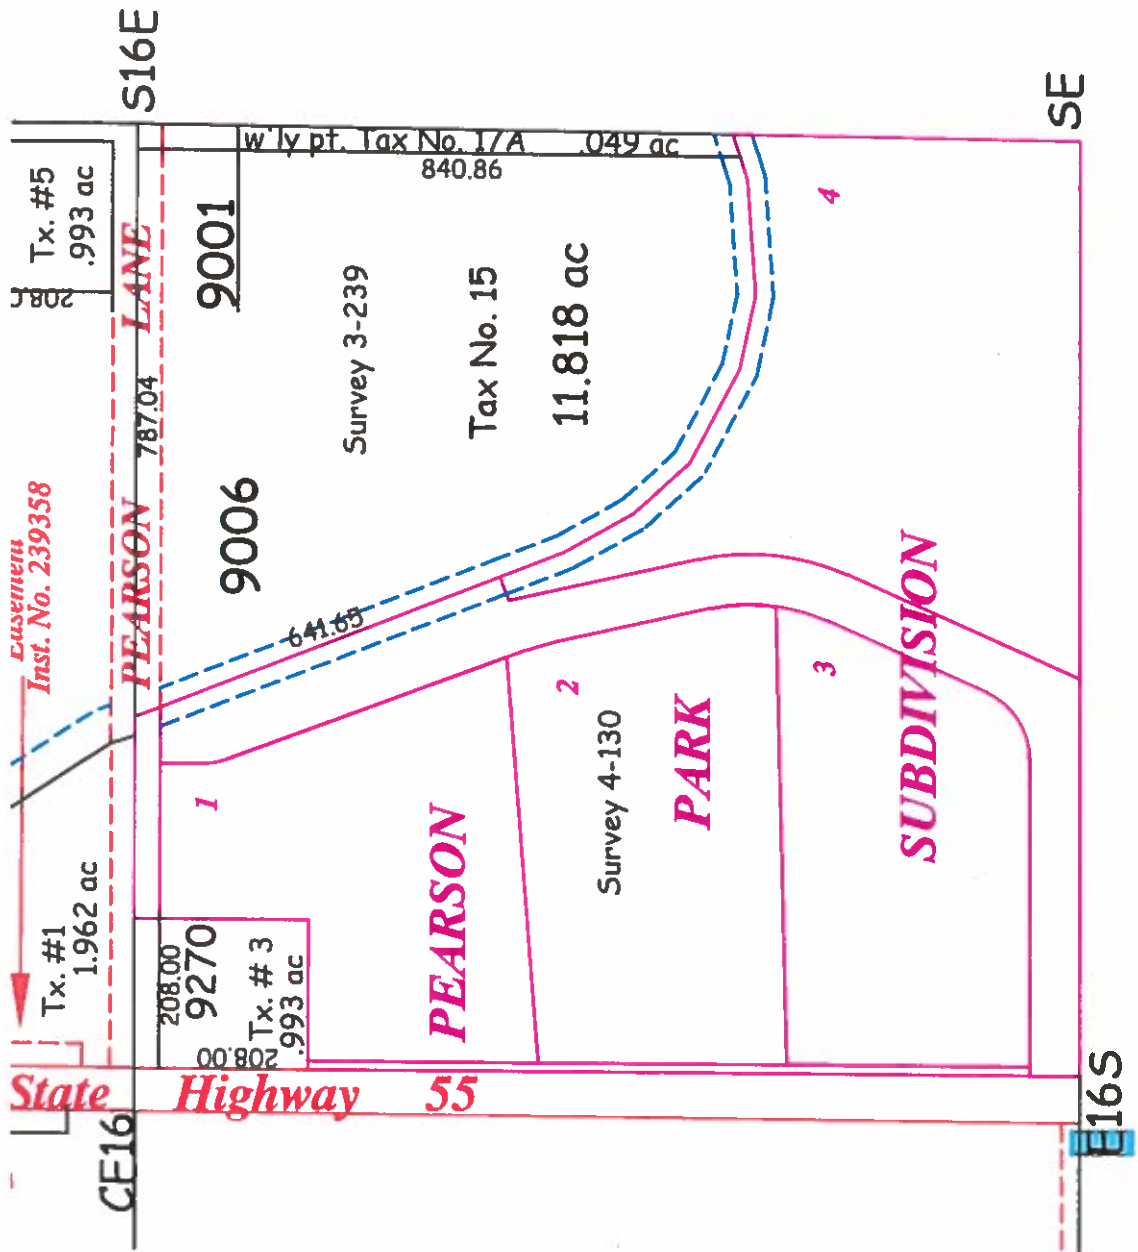 S16E
SE
w'ly pt. Tax No. 17A .049 ac
840.86
Tx. #5
.993 ac
208.
9001
PEARSON LANE
787.04
Survey 3-239
Tax No. 15
11.818 ac
4
Easement
Inst. No. 239358
9006
641.65
1
2
3
Survey 4-130
PEARSON
PARK
SUBDIVISION
Tx. #1
1.962 ac
208.00
9270
Tx. # 3
.993 ac
208.00
State Highway 55
CE16
E16S